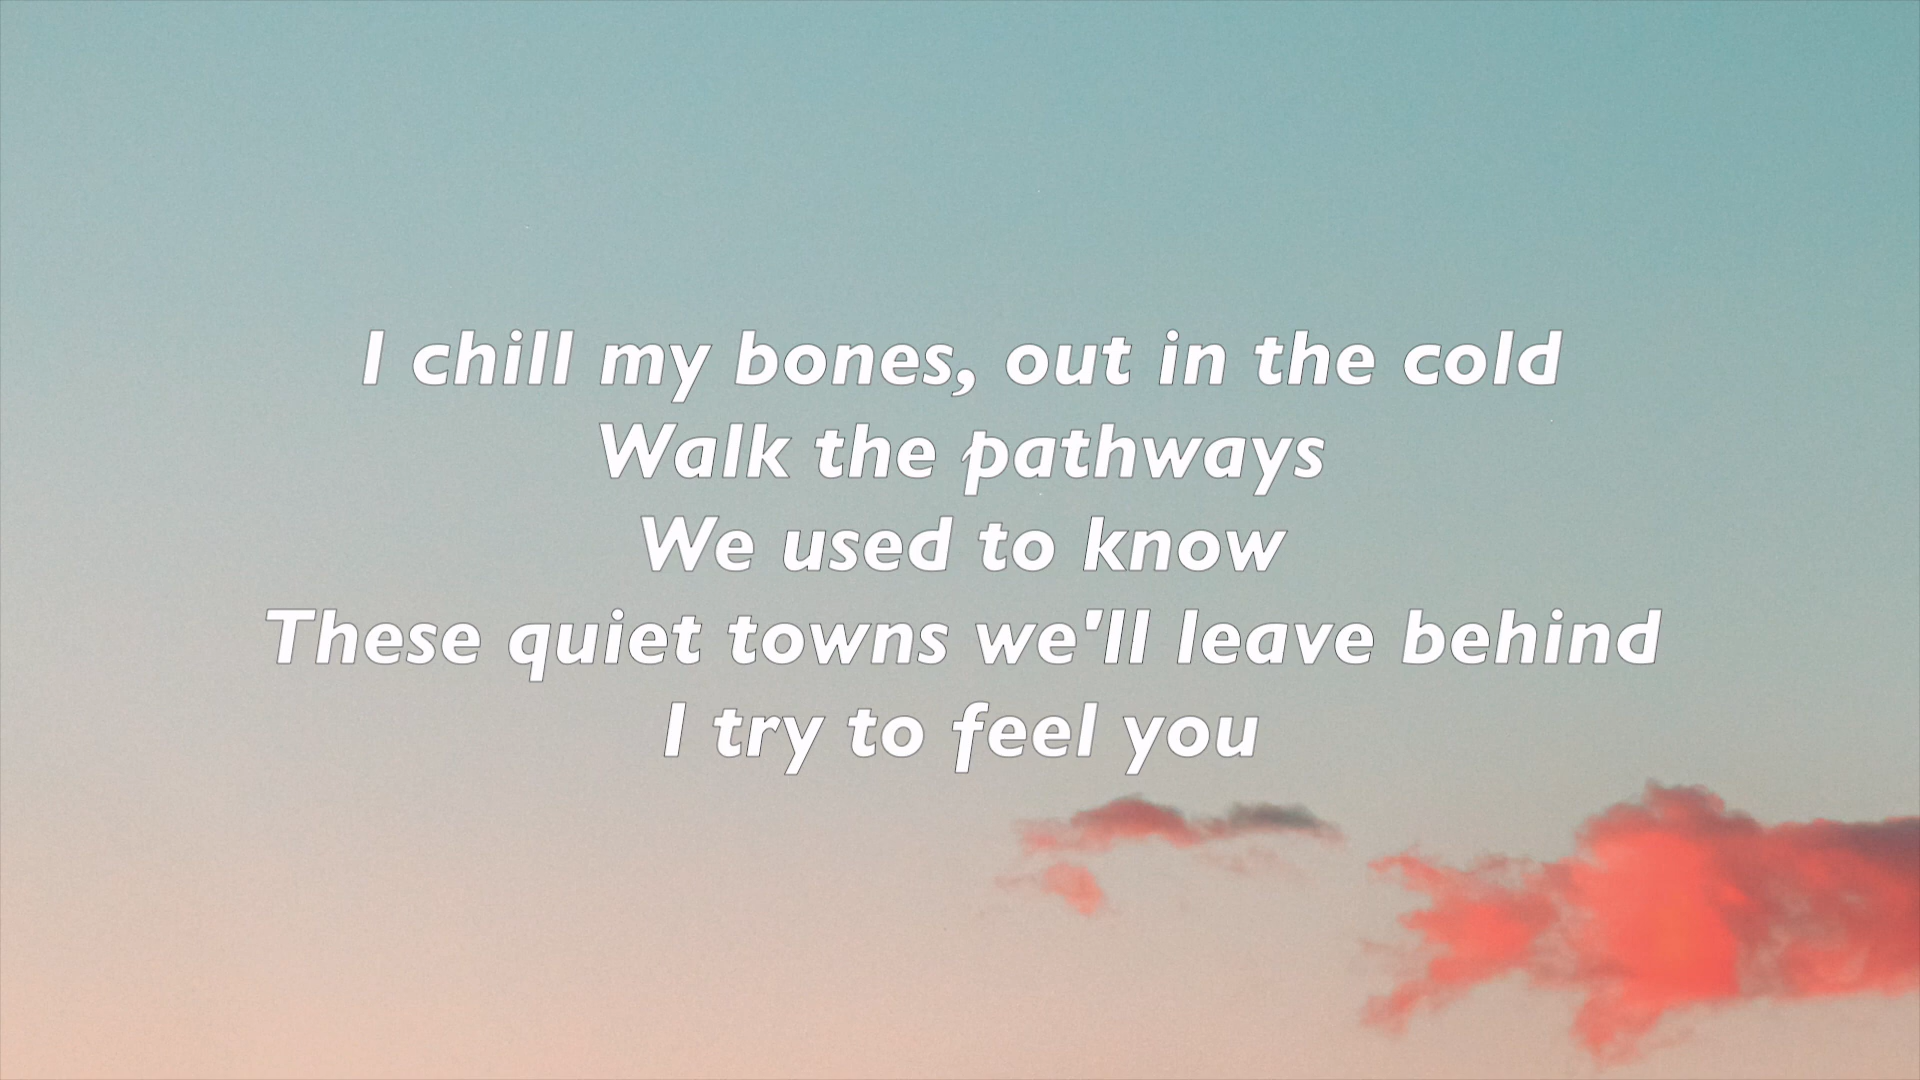 I chill my bones, out in the cold
Walk the pathways
We used to know
These quiet towns we'll leave behind
I try to feel you